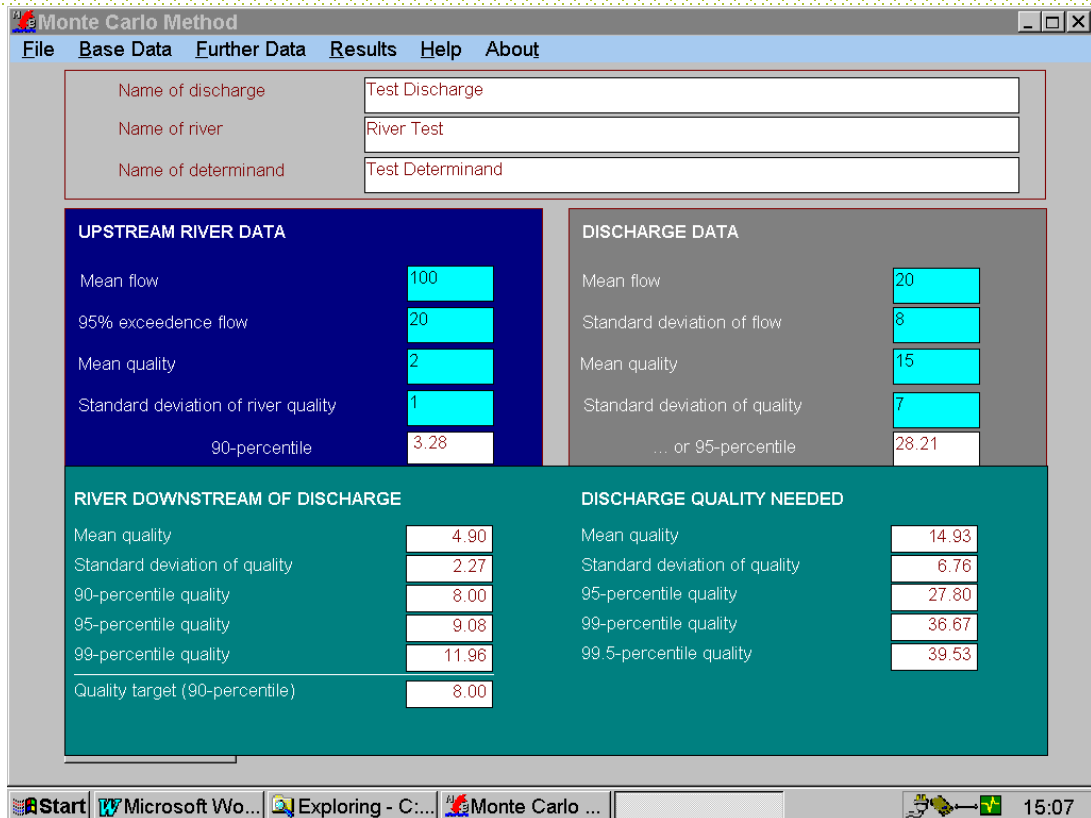 Monte Carlo Method
File Base Data Further Data Results Help About
Name of discharge Test Discharge
Name of river River Test
Name of determinand Test Determinand
UPSTREAM RIVER DATA
Mean flow 100
95% exceedence flow 20
Mean quality 2
Standard deviation of river quality 1
90-percentile 3.28
DISCHARGE DATA
Mean flow 20
Standard deviation of flow 8
Mean quality 15
Standard deviation of quality 7
... or 95-percentile 28.21
RIVER DOWNSTREAM OF DISCHARGE
Mean quality 4.90
Standard deviation of quality 2.27
90-percentile quality 8.00
95-percentile quality 9.08
99-percentile quality 11.96
Quality target (90-percentile) 8.00
DISCHARGE QUALITY NEEDED
Mean quality 14.93
Standard deviation of quality 6.76
95-percentile quality 27.80
99-percentile quality 36.67
99.5-percentile quality 39.53
Start Microsoft Wo... Exploring - C:... Monte Carlo ... 15:07